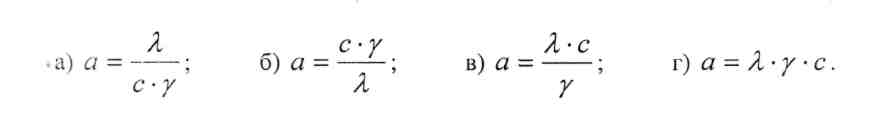 а) a = λ / (c · γ); б) a = (c · γ) / λ; в) a = (λ · c) / γ; г) a = λ · γ · c.